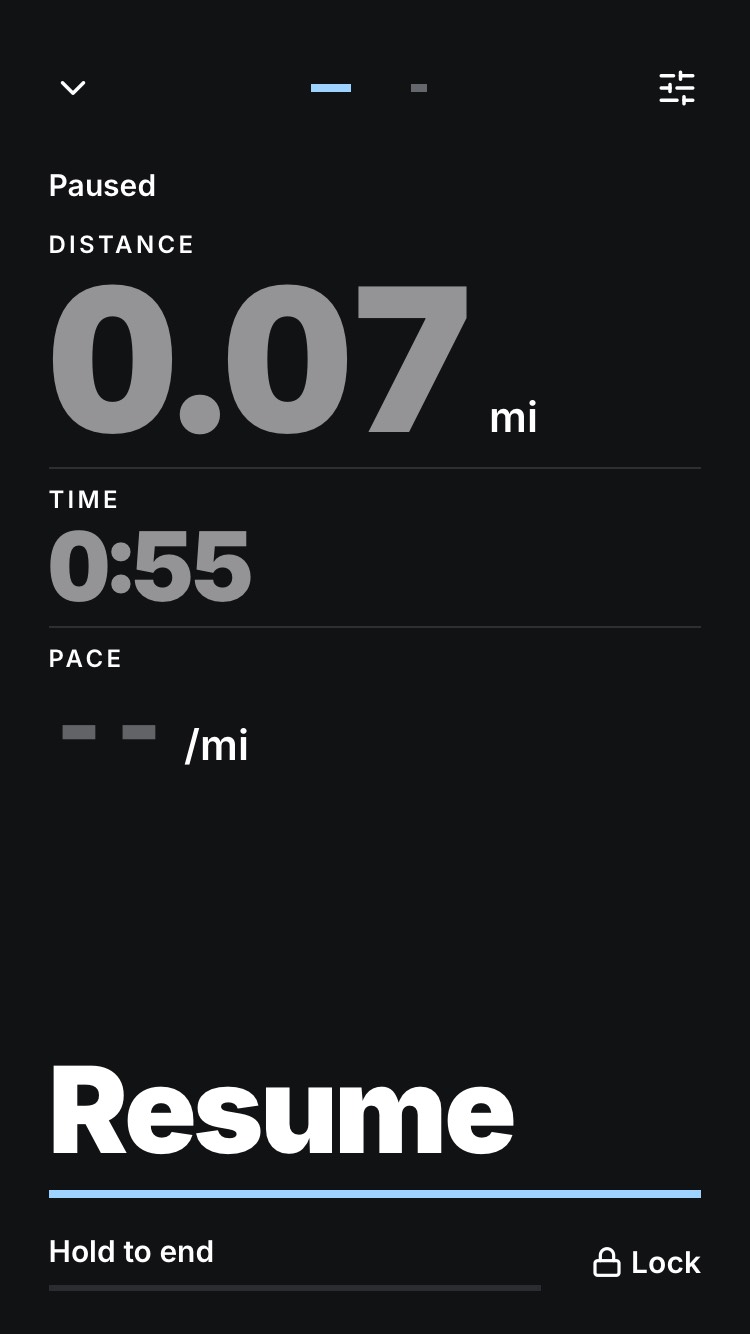 Paused
DISTANCE
0.07 mi
TIME
0:55
PACE
-- /mi
Resume
Hold to end
Lock